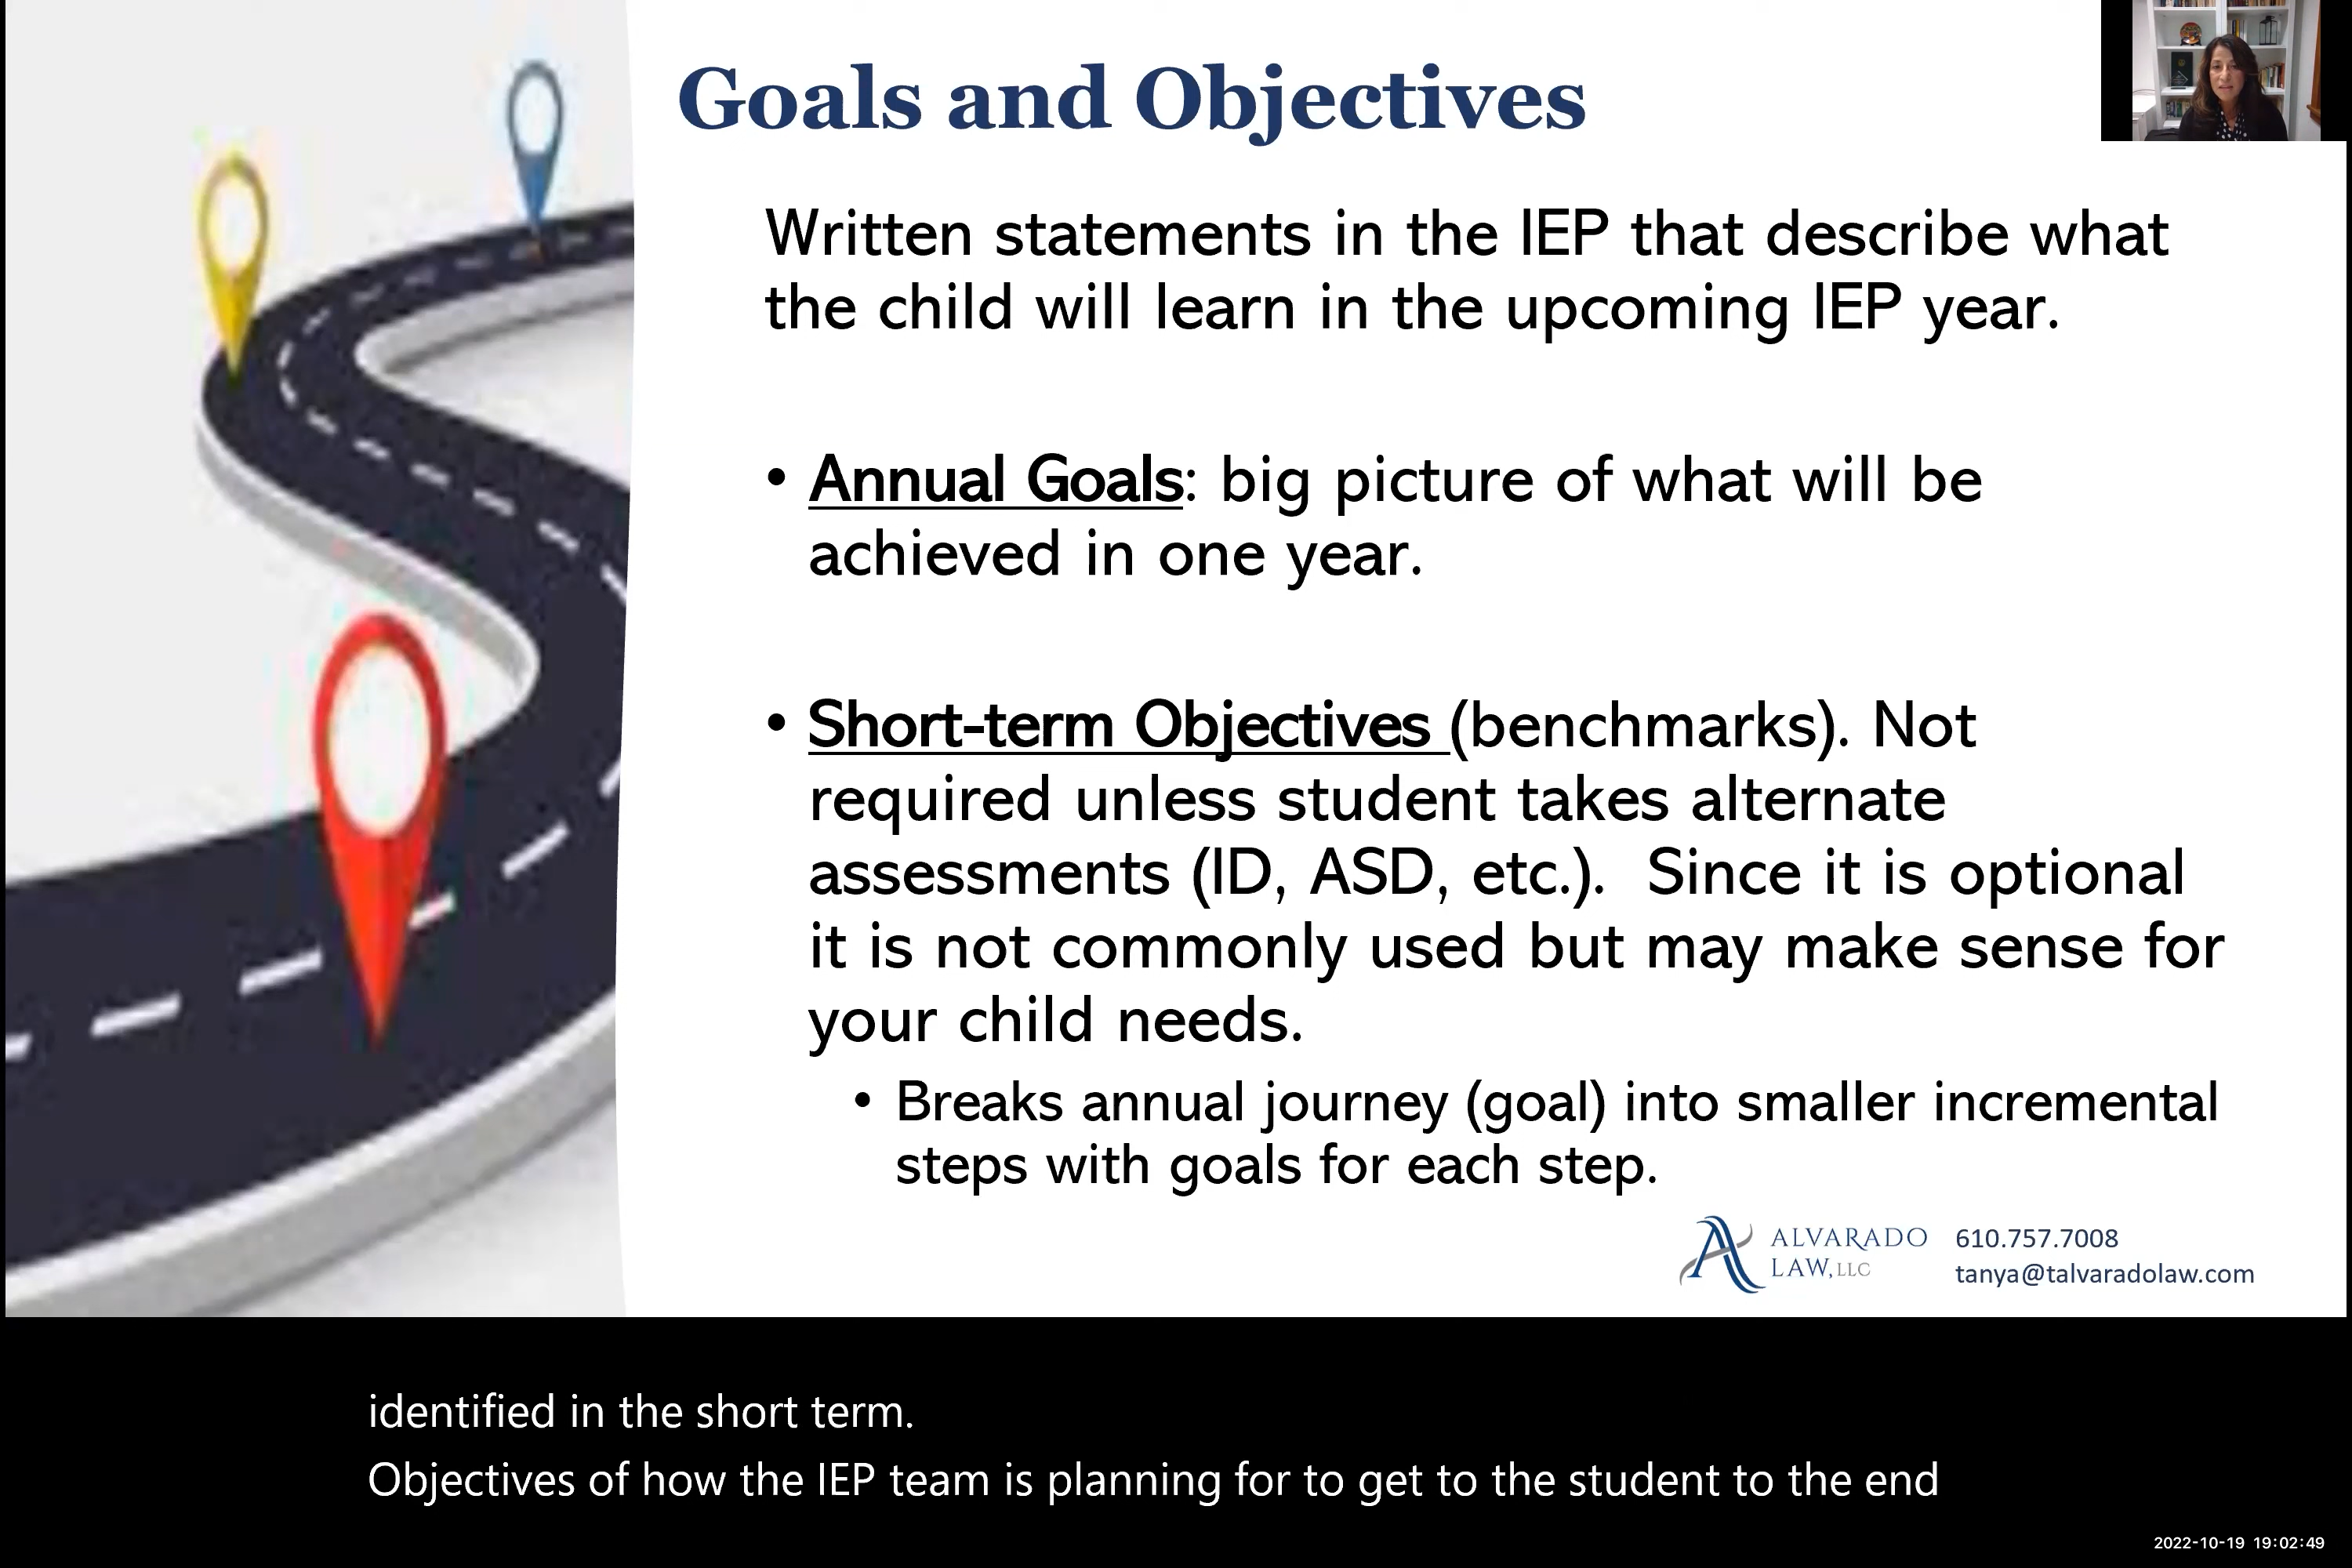 Goals and Objectives
Written statements in the IEP that describe what
the child will learn in the upcoming IEP year.
• Annual Goals: big picture of what will be
achieved in one year.
• Short-term Objectives (benchmarks). Not
required unless student takes alternate
assessments (ID, ASD, etc.).  Since it is optional
it is not commonly used but may make sense for
your child needs.
• Breaks annual journey (goal) into smaller incremental
steps with goals for each step.
ALVARADO
LAW, LLC
610.757.7008
tanya@talvaradolaw.com
identified in the short term.
Objectives of how the IEP team is planning for to get to the student to the end
2022-10-19 19:02:49